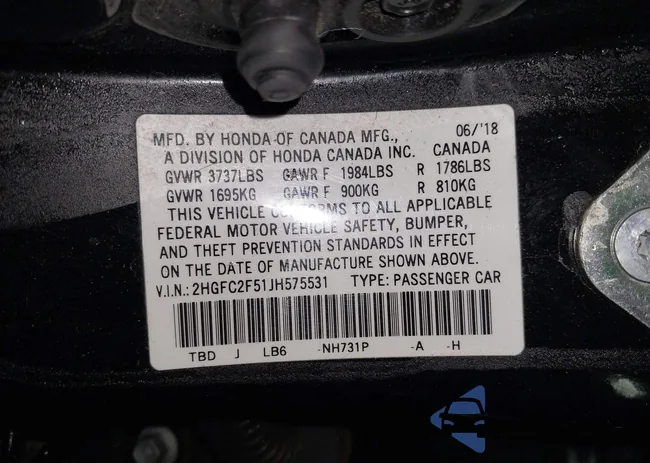 MFD. BY HONDA OF CANADA MFG., 06/'18
A DIVISION OF HONDA CANADA INC. CANADA
GVWR 3737LBS GAWR F 1984LBS R 1786LBS
GVWR 1695KG GAWR F 900KG R 810KG
THIS VEHICLE CONFORMS TO ALL APPLICABLE
FEDERAL MOTOR VEHICLE SAFETY, BUMPER,
AND THEFT PREVENTION STANDARDS IN EFFECT
ON THE DATE OF MANUFACTURE SHOWN ABOVE.
V.I.N.: 2HGFC2F51JH575531 TYPE: PASSENGER CAR
TBD J LB6 -NH731P -A -H